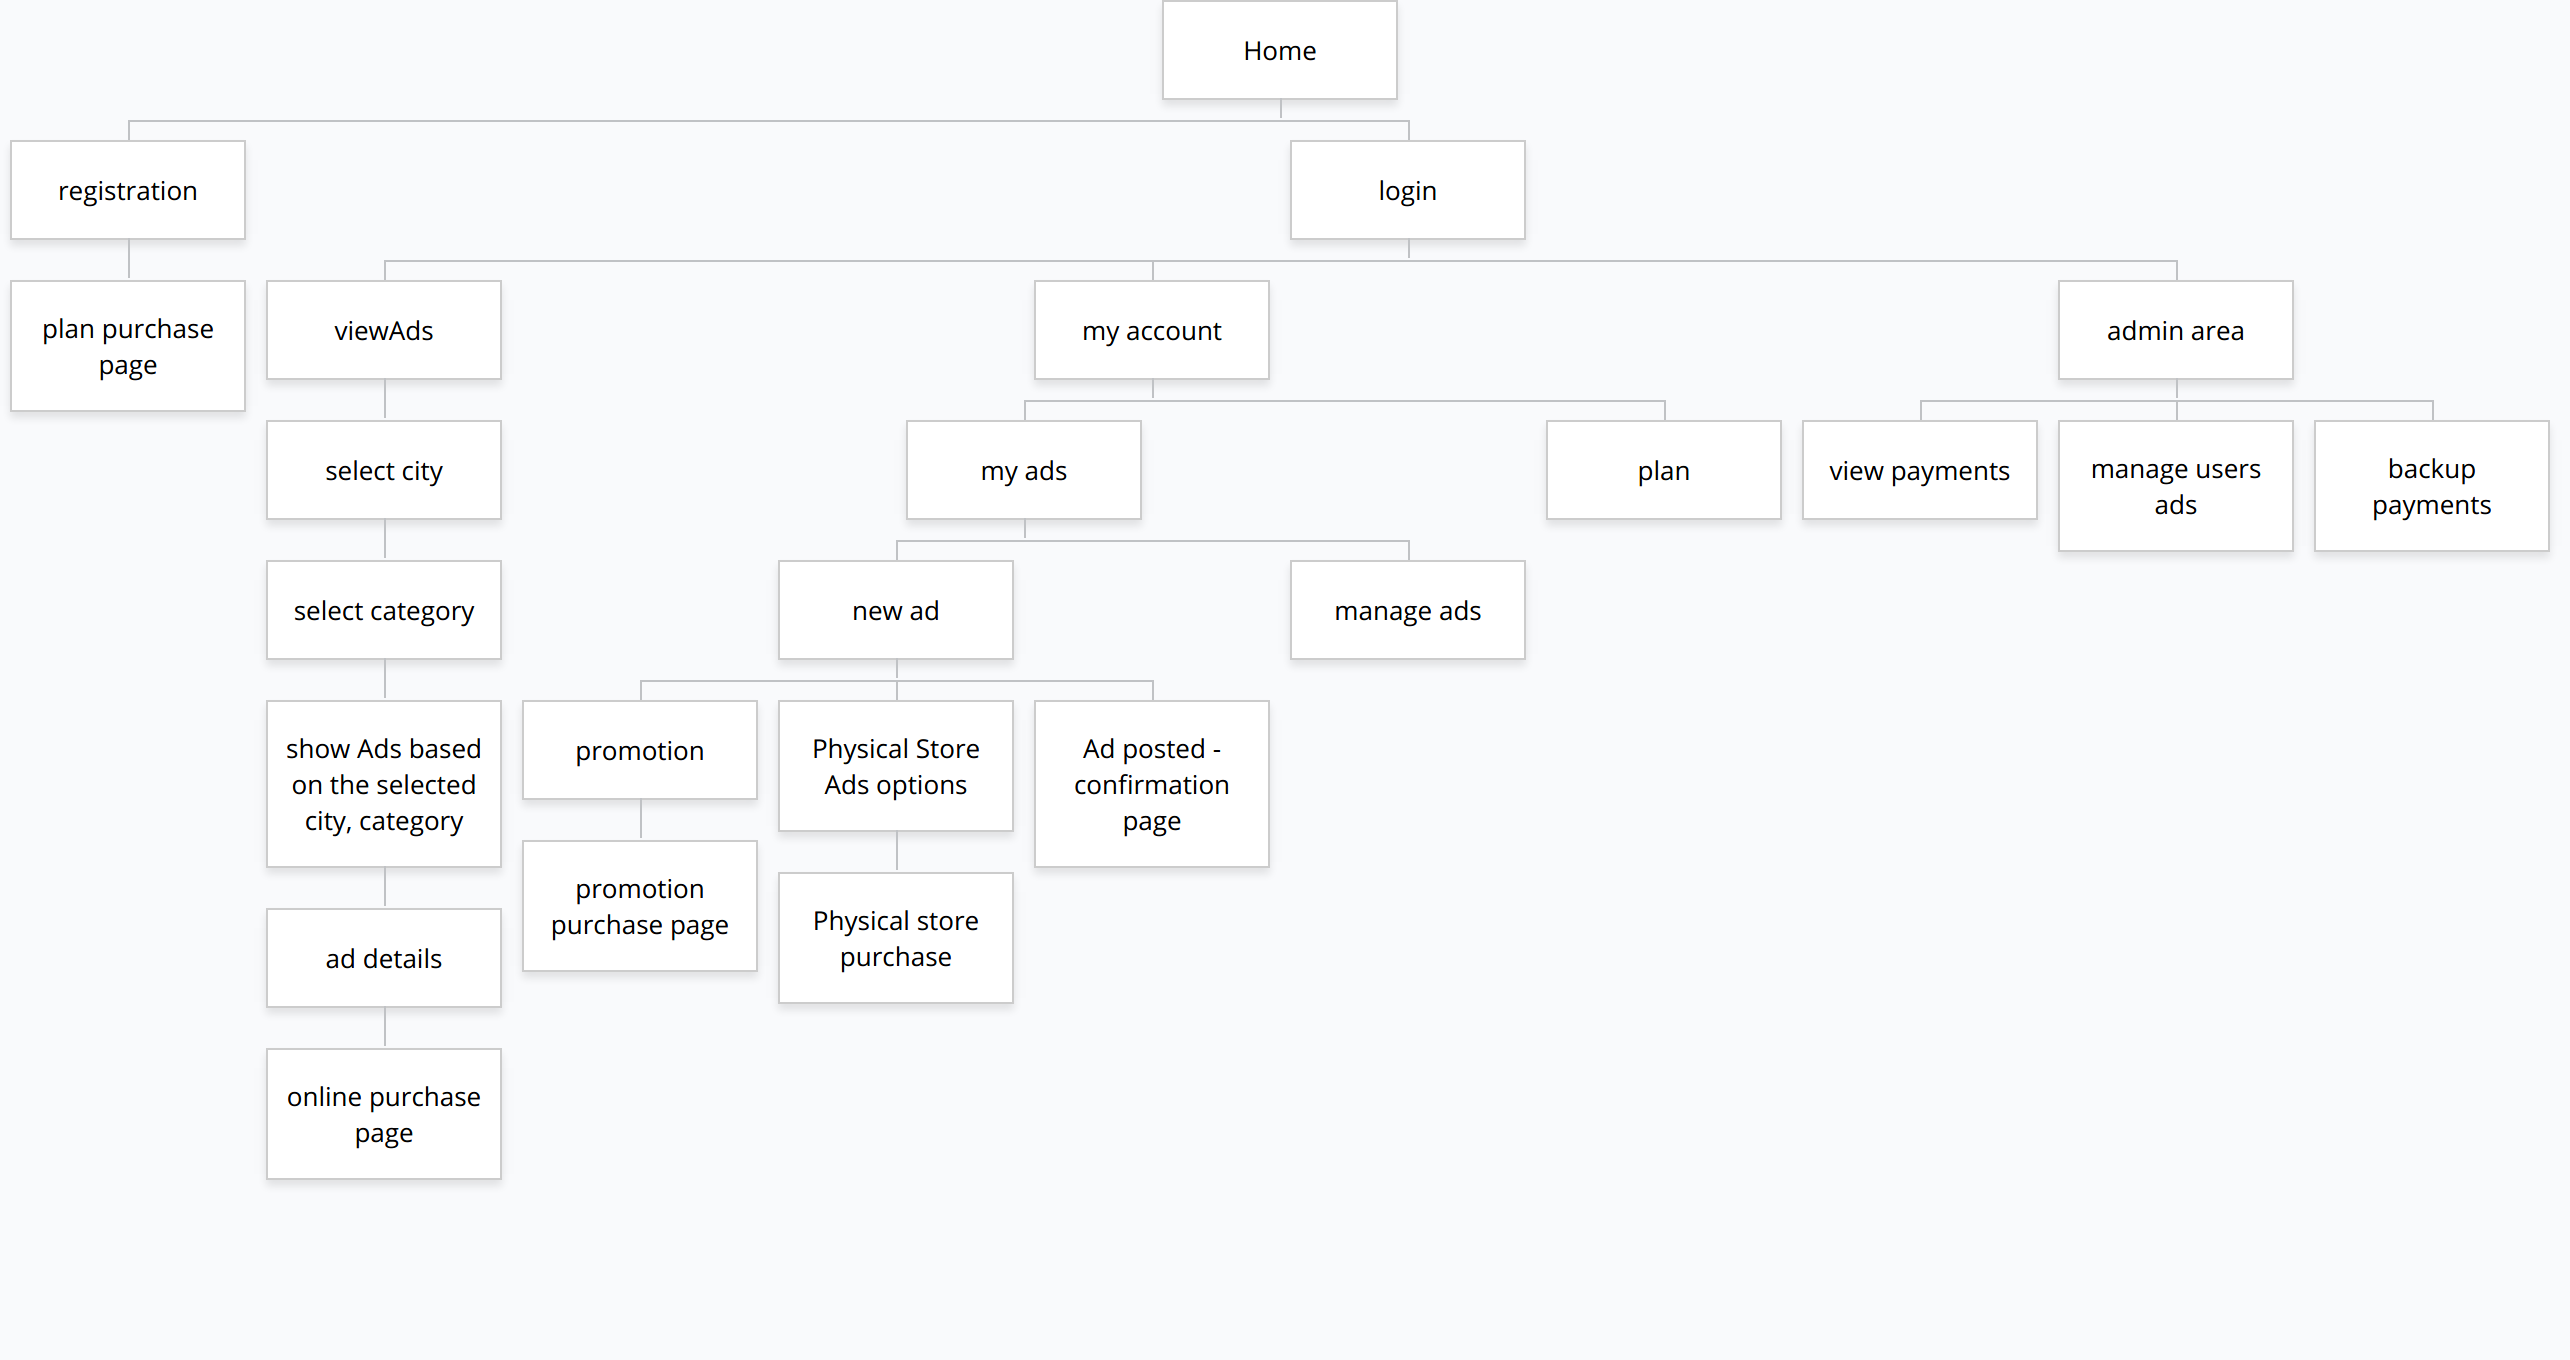 Home
registration
login
plan purchase
page
viewAds
my account
admin area
select city
my ads
plan
view payments
manage users
ads
backup
payments
select category
new ad
manage ads
show Ads based
on the selected
city, category
promotion
Physical Store
Ads options
Ad posted -
confirmation
page
promotion
purchase page
Physical store
purchase
ad details
online purchase
page